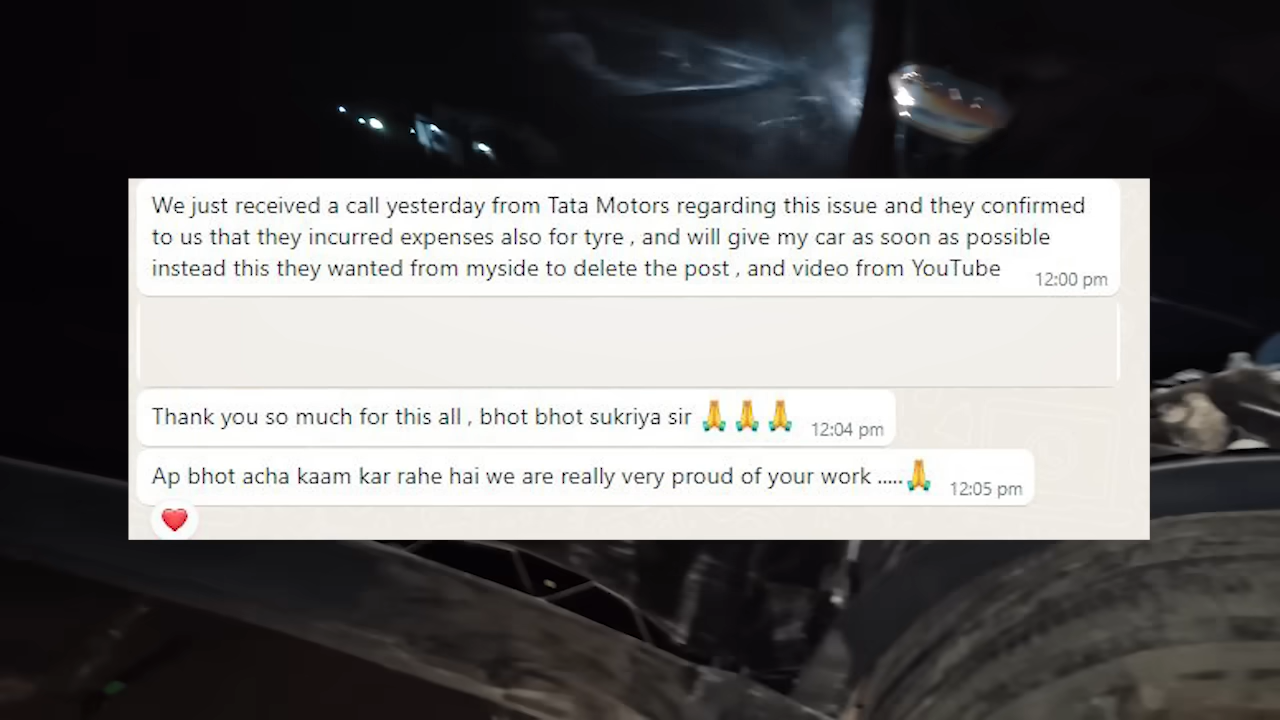 We just received a call yesterday from Tata Motors regarding this issue and they confirmed
to us that they incurred expenses also for tyre , and will give my car as soon as possible
instead this they wanted from myside to delete the post , and video from YouTube
12:00 pm
Thank you so much for this all , bhot bhot sukriya sir 🙏🙏🙏 12:04 pm
Ap bhot acha kaam kar rahe hai we are really very proud of your work .....🙏 12:05 pm